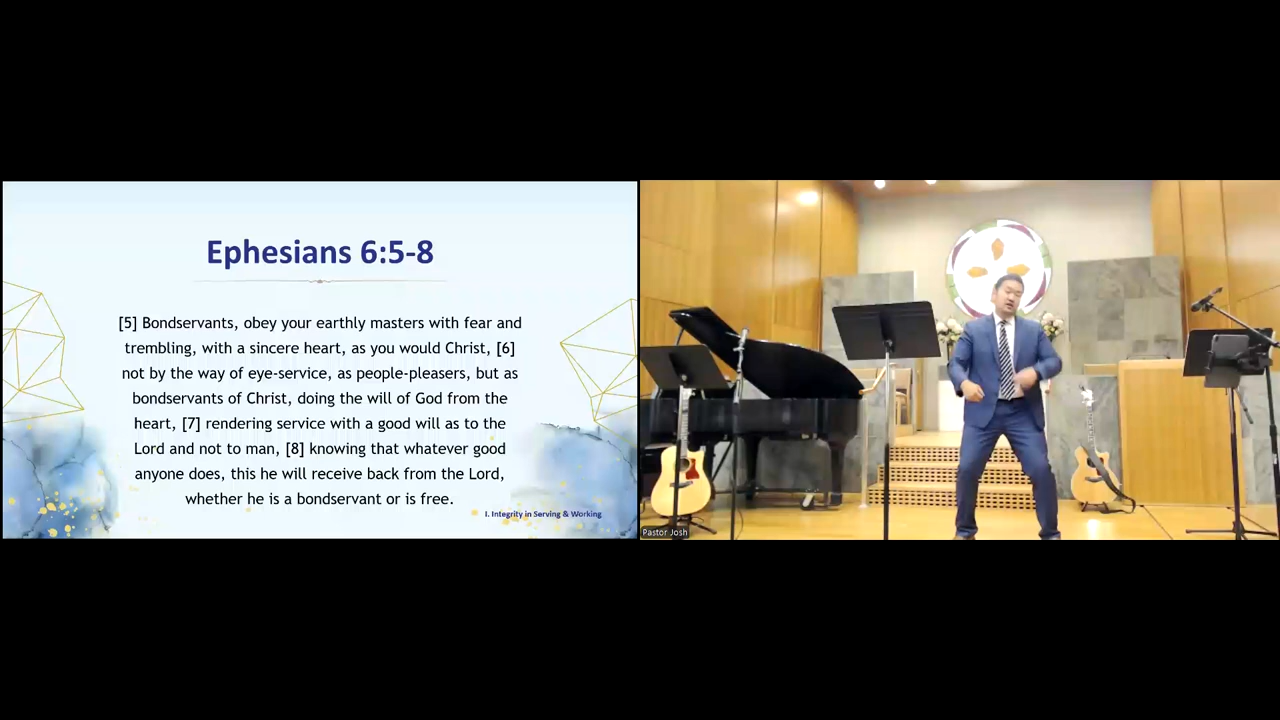 Ephesians 6:5-8
[5] Bondservants, obey your earthly masters with fear and
trembling, with a sincere heart, as you would Christ, [6]
not by the way of eye-service, as people-pleasers, but as
bondservants of Christ, doing the will of God from the
heart, [7] rendering service with a good will as to the
Lord and not to man, [8] knowing that whatever good
anyone does, this he will receive back from the Lord,
whether he is a bondservant or is free.
I. Integrity in Serving & Working
Pastor Josh